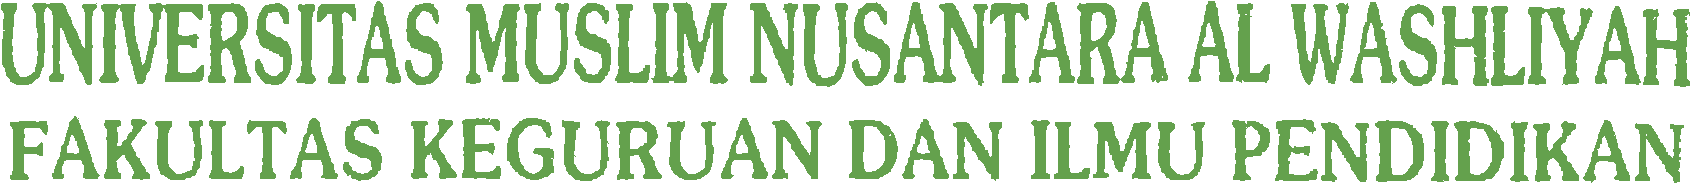 UNIVERSITAS MUSLIM NUSANTARA AL WASHLIYAH
FAKULTAS KEGURUAN DAN ILMU PENDIDIKAN